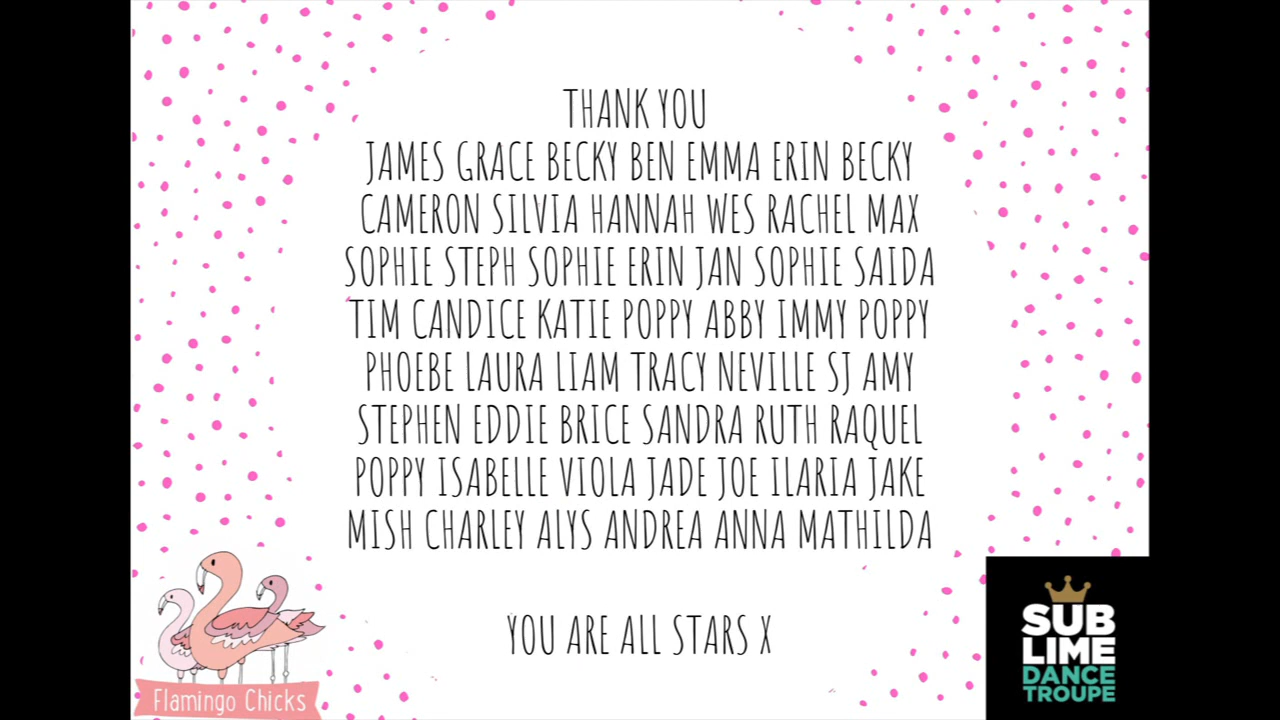 THANK YOU
JAMES GRACE BECKY BEN EMMA ERIN BECKY
CAMERON SILVIA HANNAH WES RACHEL MAX
SOPHIE STEPH SOPHIE ERIN JAN SOPHIE SAIDA
TIM CANDICE KATIE POPPY ABBY IMMY POPPY
PHOEBE LAURA LIAM TRACY NEVILLE SJ AMY
STEPHEN EDDIE BRICE SANDRA RUTH RAQUEL
POPPY ISABELLE VIOLA JADE JOE ILARIA JAKE
MISH CHARLEY ALYS ANDREA ANNA MATHILDA
YOU ARE ALL STARS X
Flamingo Chicks
SUB
LIME
DANCE
TROUPE